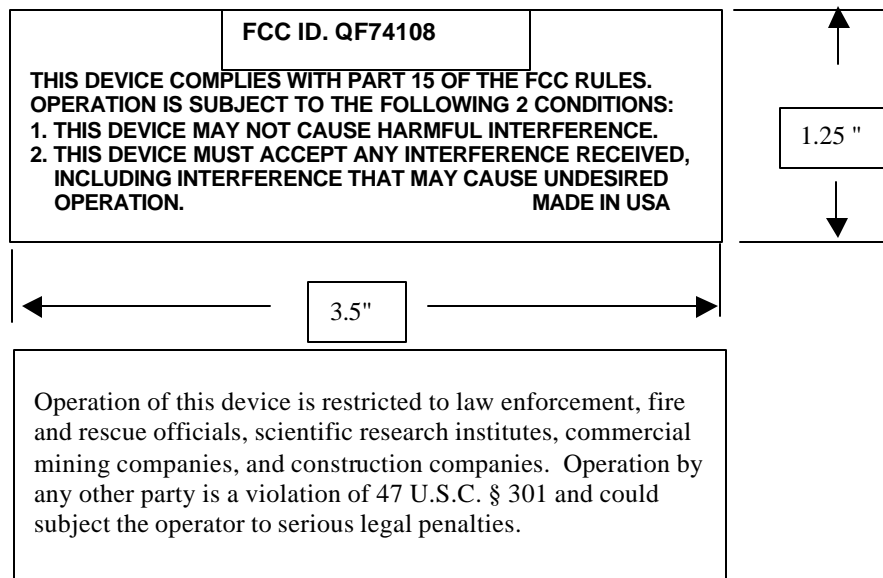 FCC ID. QF74108
THIS DEVICE COMPLIES WITH PART 15 OF THE FCC RULES.
OPERATION IS SUBJECT TO THE FOLLOWING 2 CONDITIONS:
1. THIS DEVICE MAY NOT CAUSE HARMFUL INTERFERENCE.
2. THIS DEVICE MUST ACCEPT ANY INTERFERENCE RECEIVED,
INCLUDING INTERFERENCE THAT MAY CAUSE UNDESIRED
OPERATION. MADE IN USA
1.25 "
3.5"
Operation of this device is restricted to law enforcement, fire
and rescue officials, scientific research institutes, commercial
mining companies, and construction companies. Operation by
any other party is a violation of 47 U.S.C. § 301 and could
subject the operator to serious legal penalties.